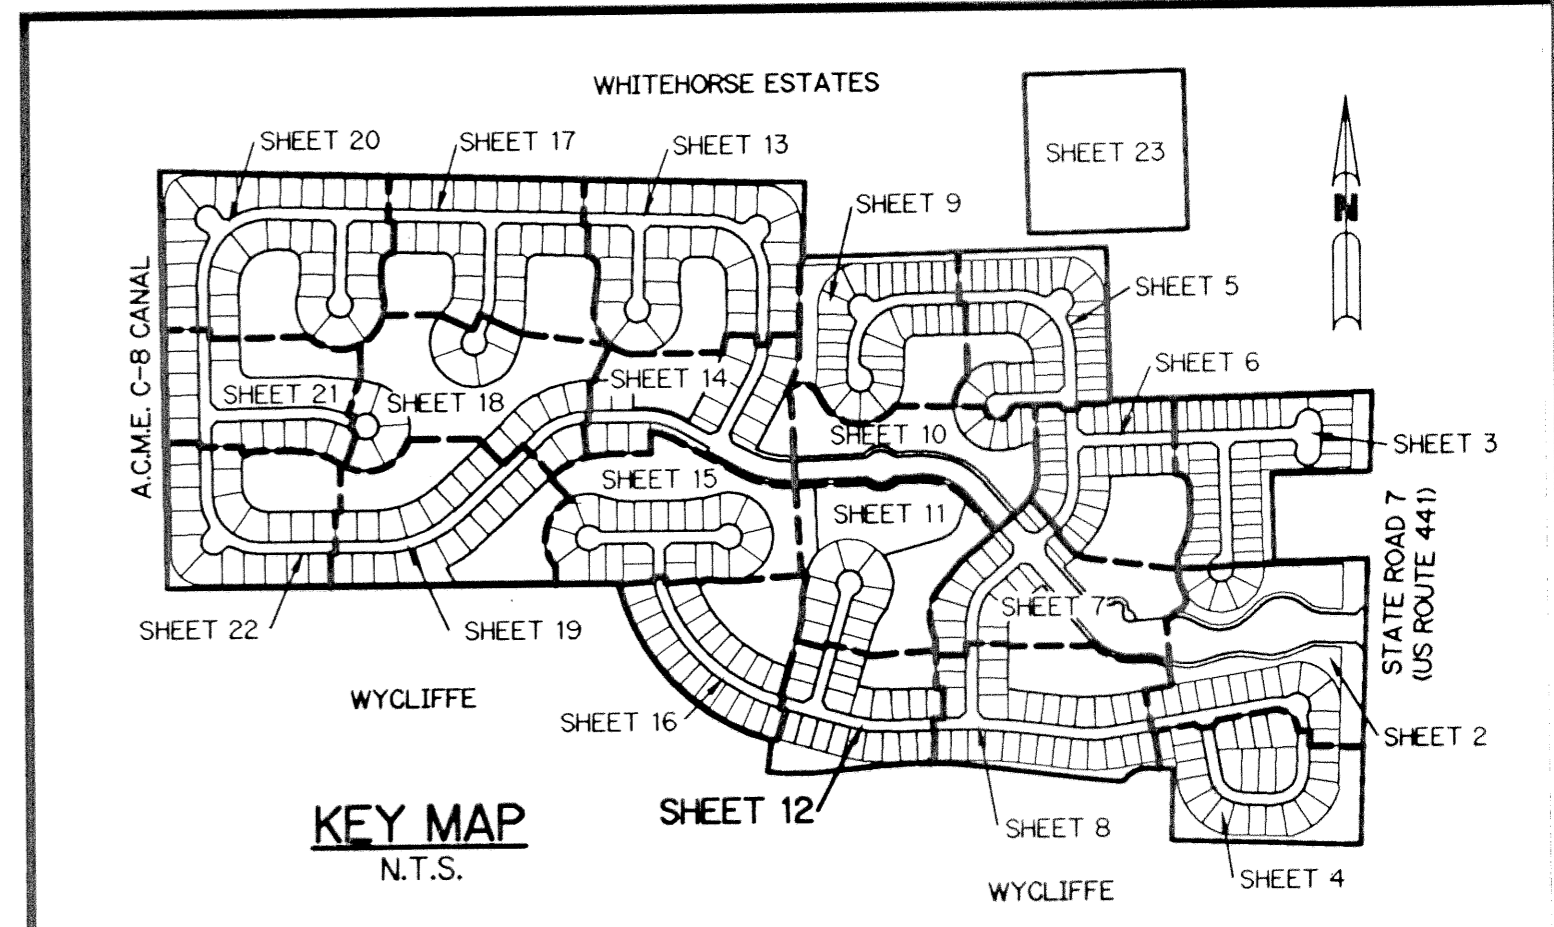 WHITEHORSE ESTATES
SHEET 20
SHEET 17
SHEET 13
SHEET 23
SHEET 9
N
A.C.M.E. C-8 CANAL
SHEET 5
SHEET 6
SHEET 14
SHEET 21
SHEET 18
SHEET 10
SHEET 3
SHEET 15
SHEET 11
STATE ROAD 7
(US ROUTE 441)
SHEET 7
SHEET 22
SHEET 19
WYCLIFFE
SHEET 16
SHEET 2
SHEET 12
SHEET 8
KEY MAP
N.T.S.
SHEET 4
WYCLIFFE